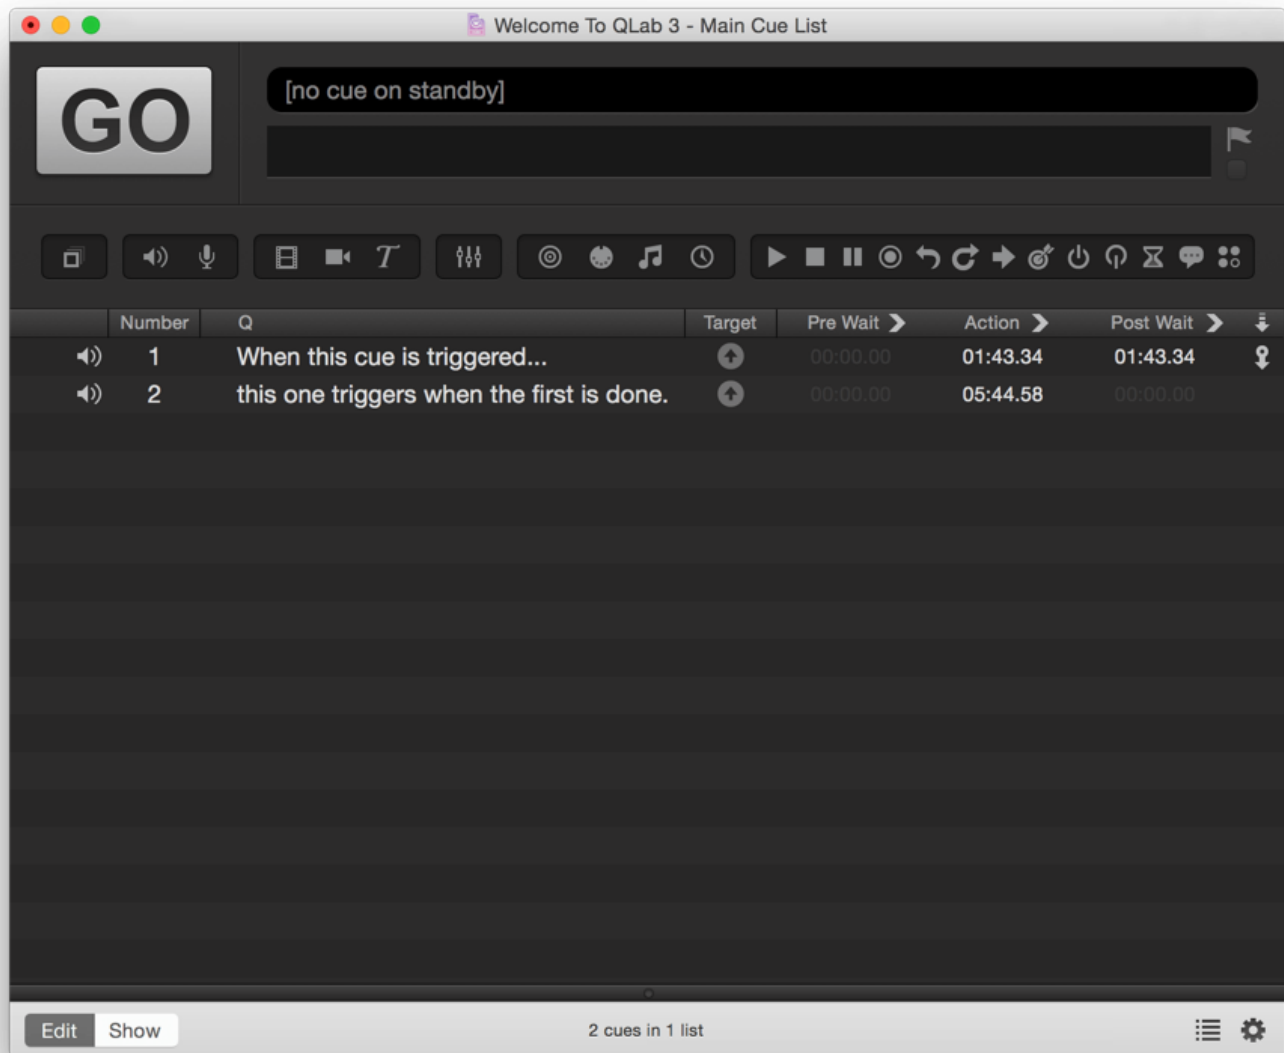 Welcome To QLab 3 - Main Cue List
GO
[no cue on standby]
T
Number Q Target Pre Wait Action Post Wait
1 When this cue is triggered... 00:00.00 01:43.34 01:43.34
2 this one triggers when the first is done. 00:00.00 05:44.58 00:00.00
Edit Show 2 cues in 1 list